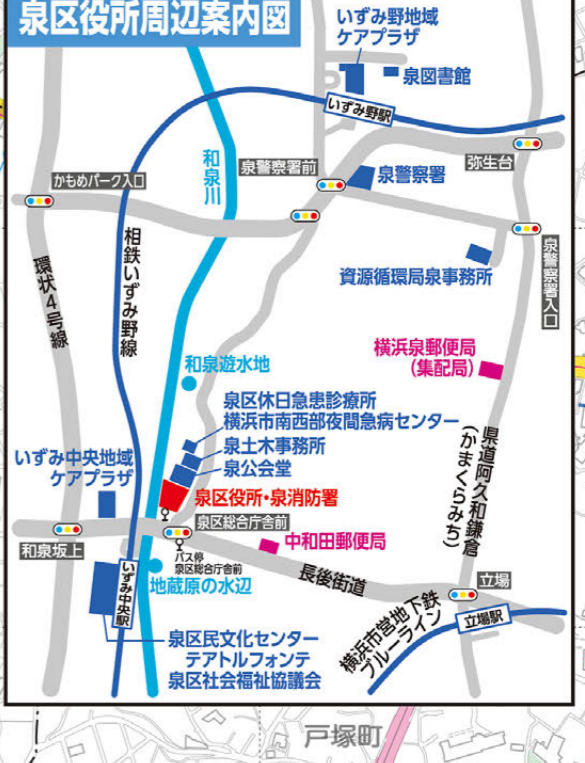 泉区役所周辺案内図
いずみ野地域
ケアプラザ
泉図書館
いずみ野駅
和泉川
泉警察署前
泉警察署
弥生台
かもめパーク入口
相鉄いずみ野線
環状4号線
資源循環局泉事務所
泉警察署入口
横浜泉郵便局
(集配局)
和泉遊水地
泉区休日急患診療所
横浜市南西部夜間急病センター
泉土木事務所
泉公会堂
いずみ中央地域
ケアプラザ
泉区役所・泉消防署
県道阿久和鎌倉
(かまくらみち)
和泉坂上
泉区総合庁舎前
バス停
泉区総合庁舎前
中和田郵便局
地蔵原の水辺
長後街道
立場
いずみ中央駅
横浜市営地下鉄
ブルーライン
立場駅
泉区民文化センター
テアトルフォンテ
泉区社会福祉協議会
戸塚町